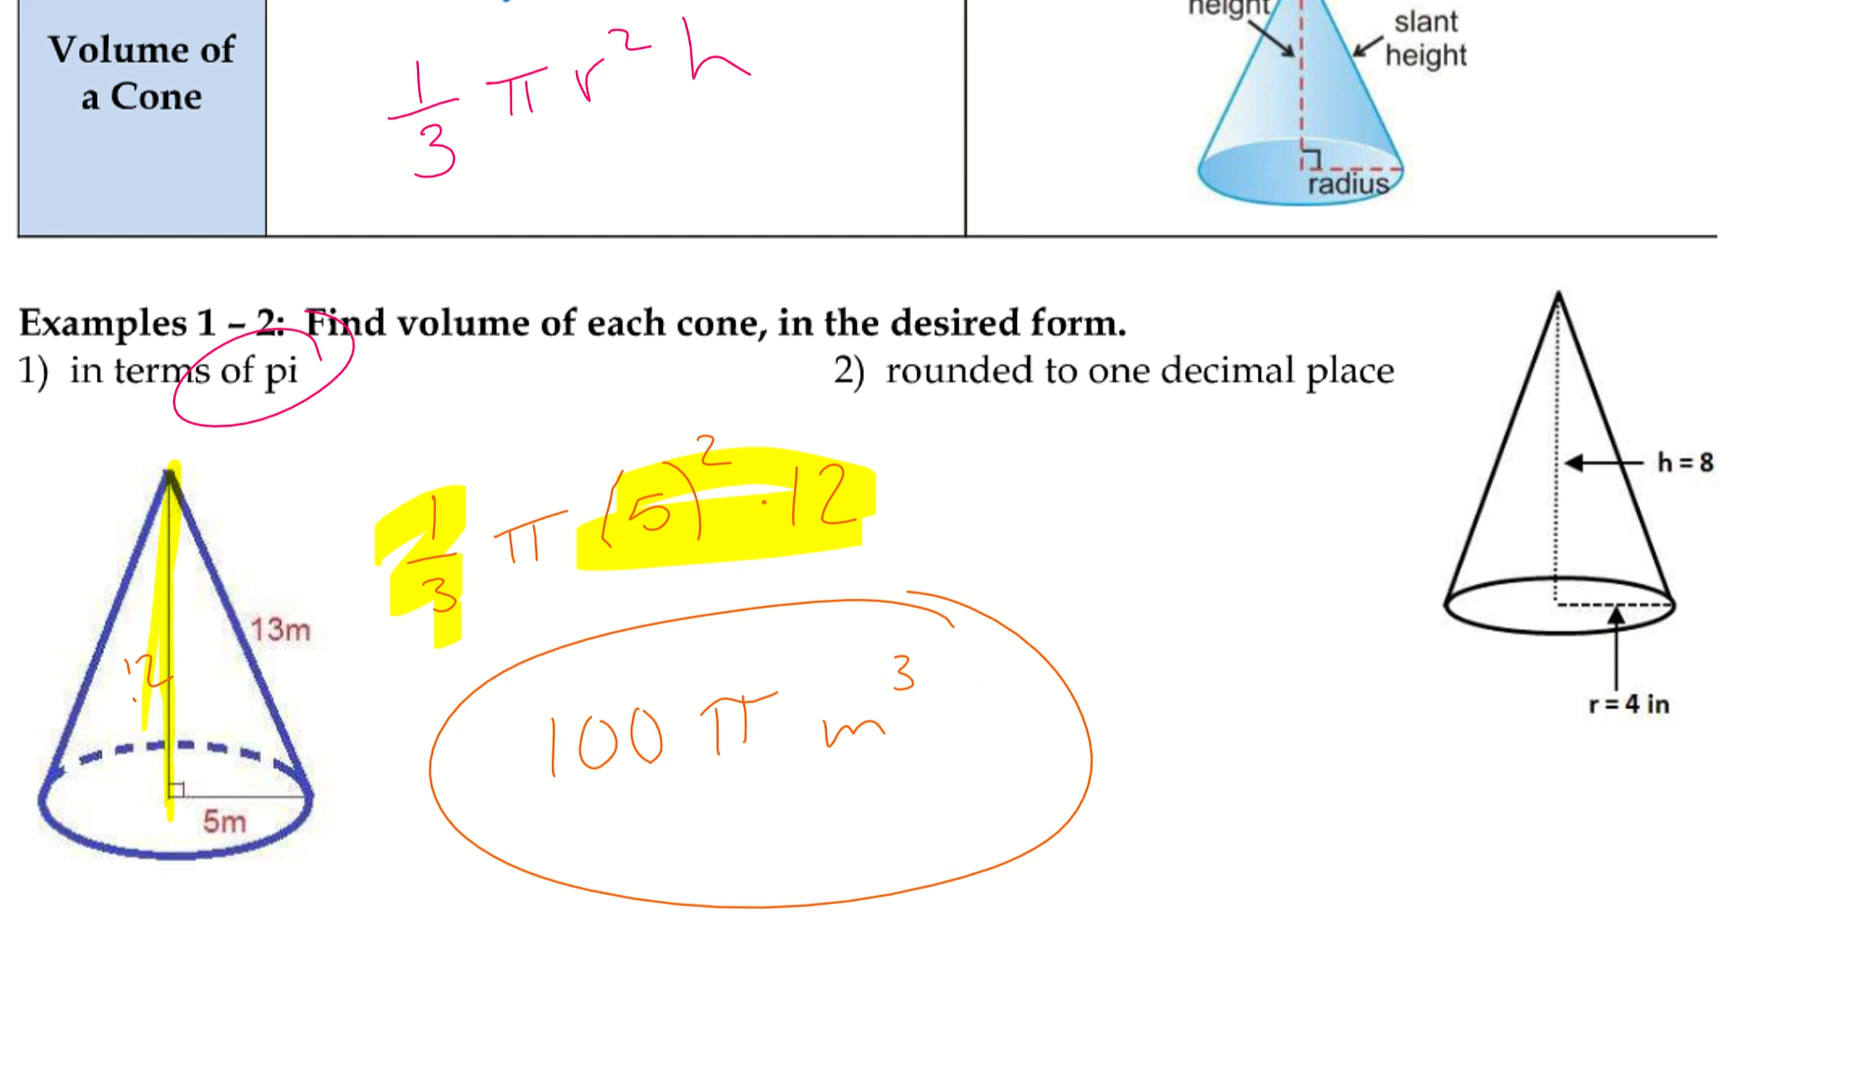 Volume of
a Cone
1/3 π r² h
height
slant
height
radius
Examples 1 – 2: Find volume of each cone, in the desired form.
1) in terms of pi
2) rounded to one decimal place
h = 8
1/3 π (5)² · 12
13m
12
5m
100 π m³
r = 4 in